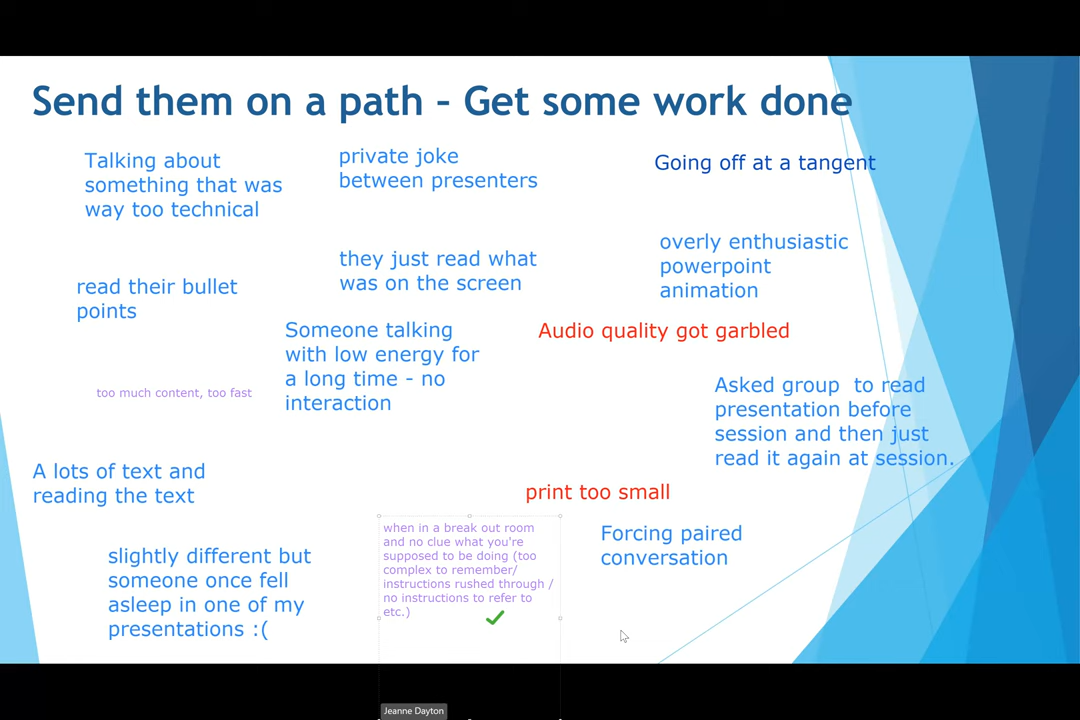 Send them on a path – Get some work done
Talking about
something that was
way too technical
private joke
between presenters
Going off at a tangent
they just read what
was on the screen
overly enthusiastic
powerpoint
animation
read their bullet
points
Someone talking
with low energy for
a long time - no
interaction
Audio quality got garbled
too much content, too fast
Asked group  to read
presentation before
session and then just
read it again at session.
A lots of text and
reading the text
print too small
when in a break out room
and no clue what you're
supposed to be doing (too
complex to remember/
instructions rushed through /
no instructions to refer to
etc.)
Forcing paired
conversation
slightly different but
someone once fell
asleep in one of my
presentations :(
Jeanne Dayton